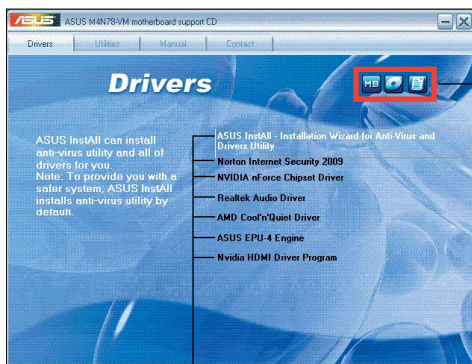 ASUS ASUS M4N78-VM motherboard support CD
Drivers Utilities Manual Contact
Drivers
MB
ASUS InstAll can install
anti-virus utility and all of
drivers for you.
Note: To provide you with a
safer system, ASUS InstAll
installs anti-virus utility by
default.
ASUS InstAll - Installation Wizard for Anti-Virus and
Drivers Utility
Norton Internet Security 2009
NVIDIA nForce Chipset Driver
Realtek Audio Driver
AMD Cool'n'Quiet Driver
ASUS EPU-4 Engine
Nvidia HDMI Driver Program